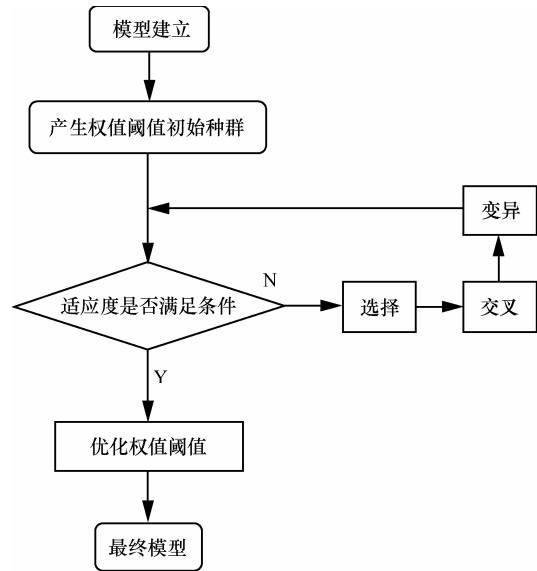 模型建立
产生权值阈值初始种群
变异
适应度是否满足条件
N
选择
交叉
Y
优化权值阈值
最终模型